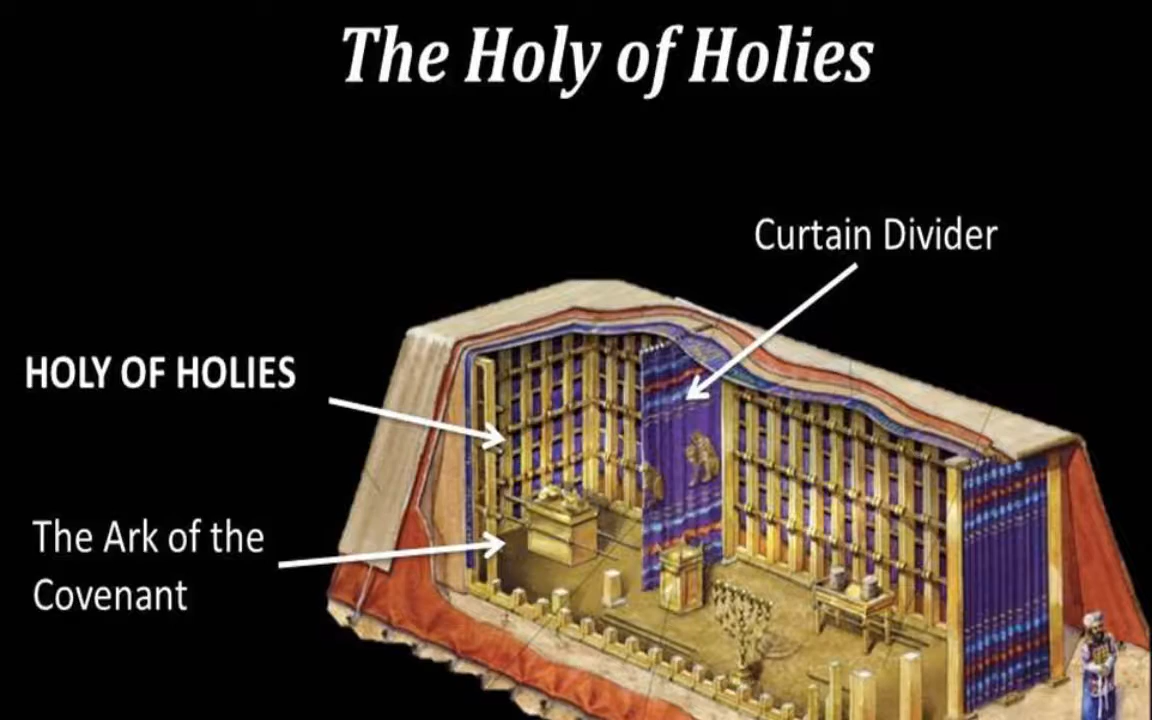 The Holy of Holies
Curtain Divider
HOLY OF HOLIES
The Ark of the
Covenant